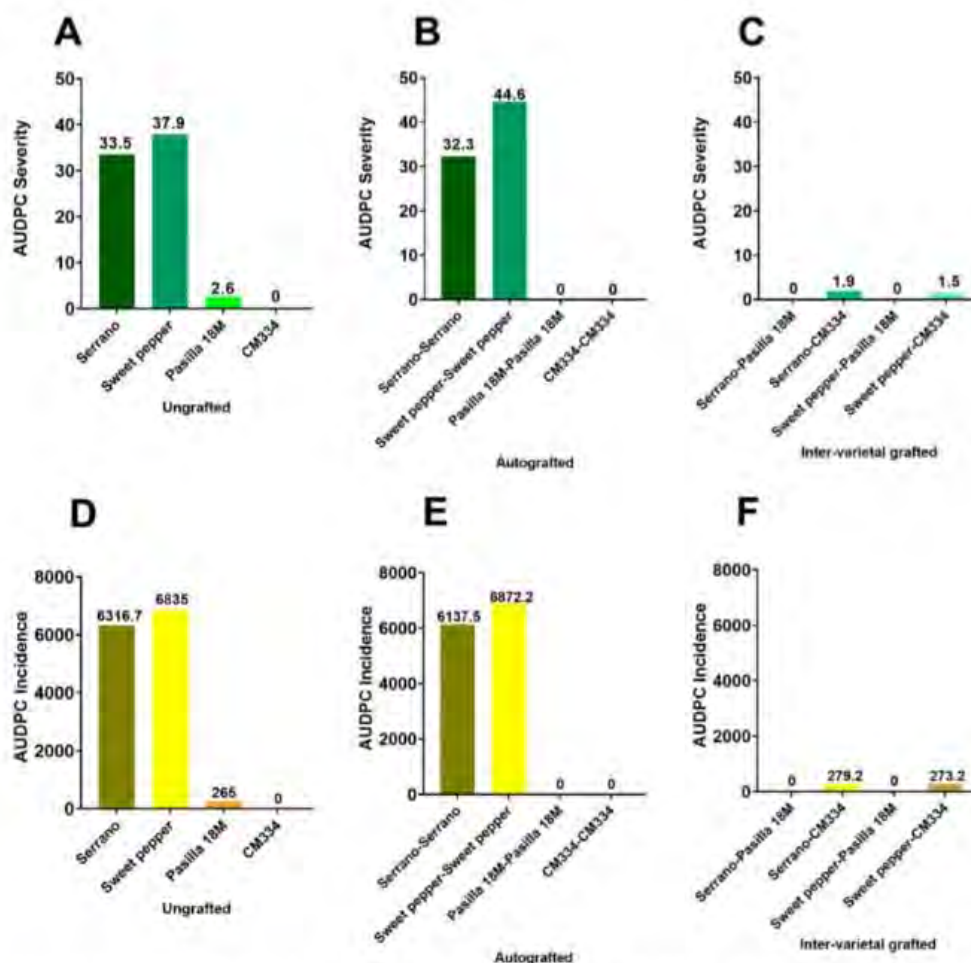 A
AUDPC Severity
50
40
30
20
10
0
33.5
37.9
2.6
0
Serrano
Sweet pepper
Pasilla 18M
CM334
Ungrafted
B
AUDPC Severity
50
40
30
20
10
0
32.3
44.6
0
0
Serrano-Serrano
Sweet pepper-Sweet pepper
Pasilla 18M-Pasilla 18M
CM334-CM334
Autografted
C
AUDPC Severity
50
40
30
20
10
0
0
1.9
0
1.5
Serrano-Pasilla 18M
Serrano-CM334
Sweet pepper-Pasilla 18M
Sweet pepper-CM334
Inter-varietal grafted
D
AUDPC Incidence
8000
6000
4000
2000
0
6316.7
6835
265
0
Serrano
Sweet pepper
Pasilla 18M
CM334
Ungrafted
E
AUDPC Incidence
8000
6000
4000
2000
0
6137.5
6872.2
0
0
Serrano-Serrano
Sweet pepper-Sweet pepper
Pasilla 18M-Pasilla 18M
CM334-CM334
Autografted
F
AUDPC Incidence
8000
6000
4000
2000
0
0
279.2
0
273.2
Serrano-Pasilla 18M
Serrano-CM334
Sweet pepper-Pasilla 18M
Sweet pepper-CM334
Inter-varietal grafted